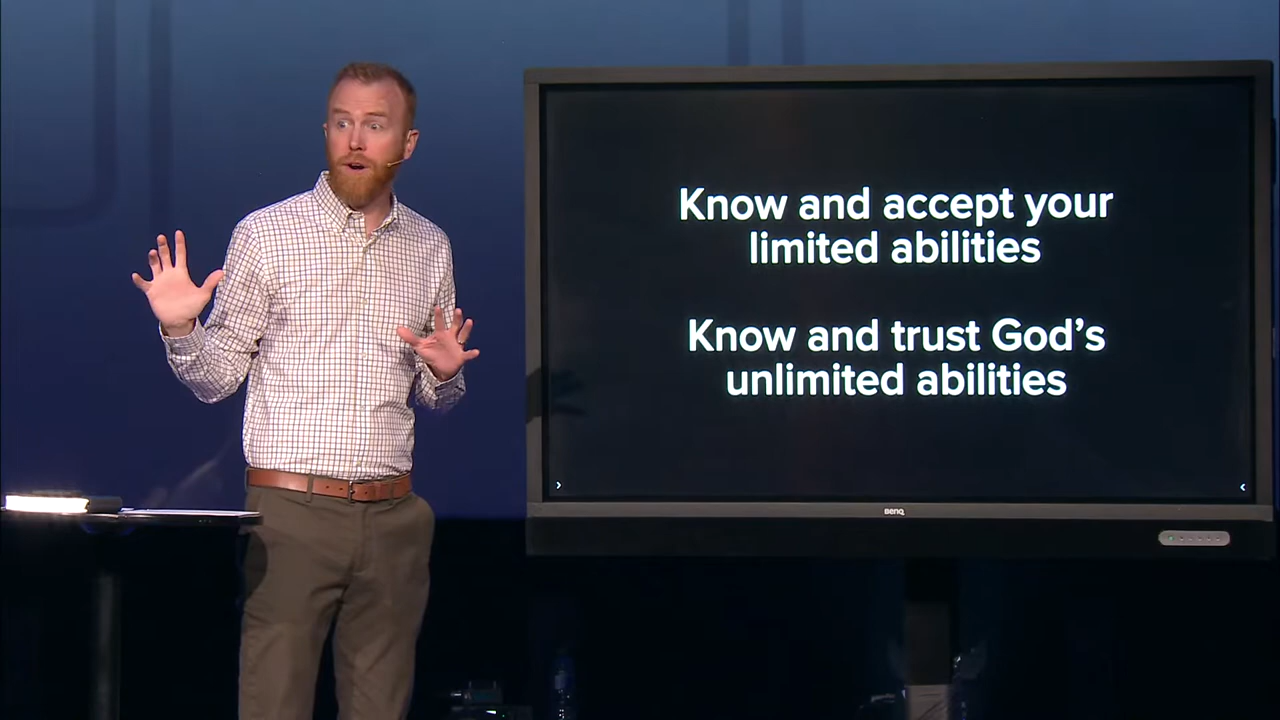 Know and accept your
limited abilities
Know and trust God’s
unlimited abilities
BenQ